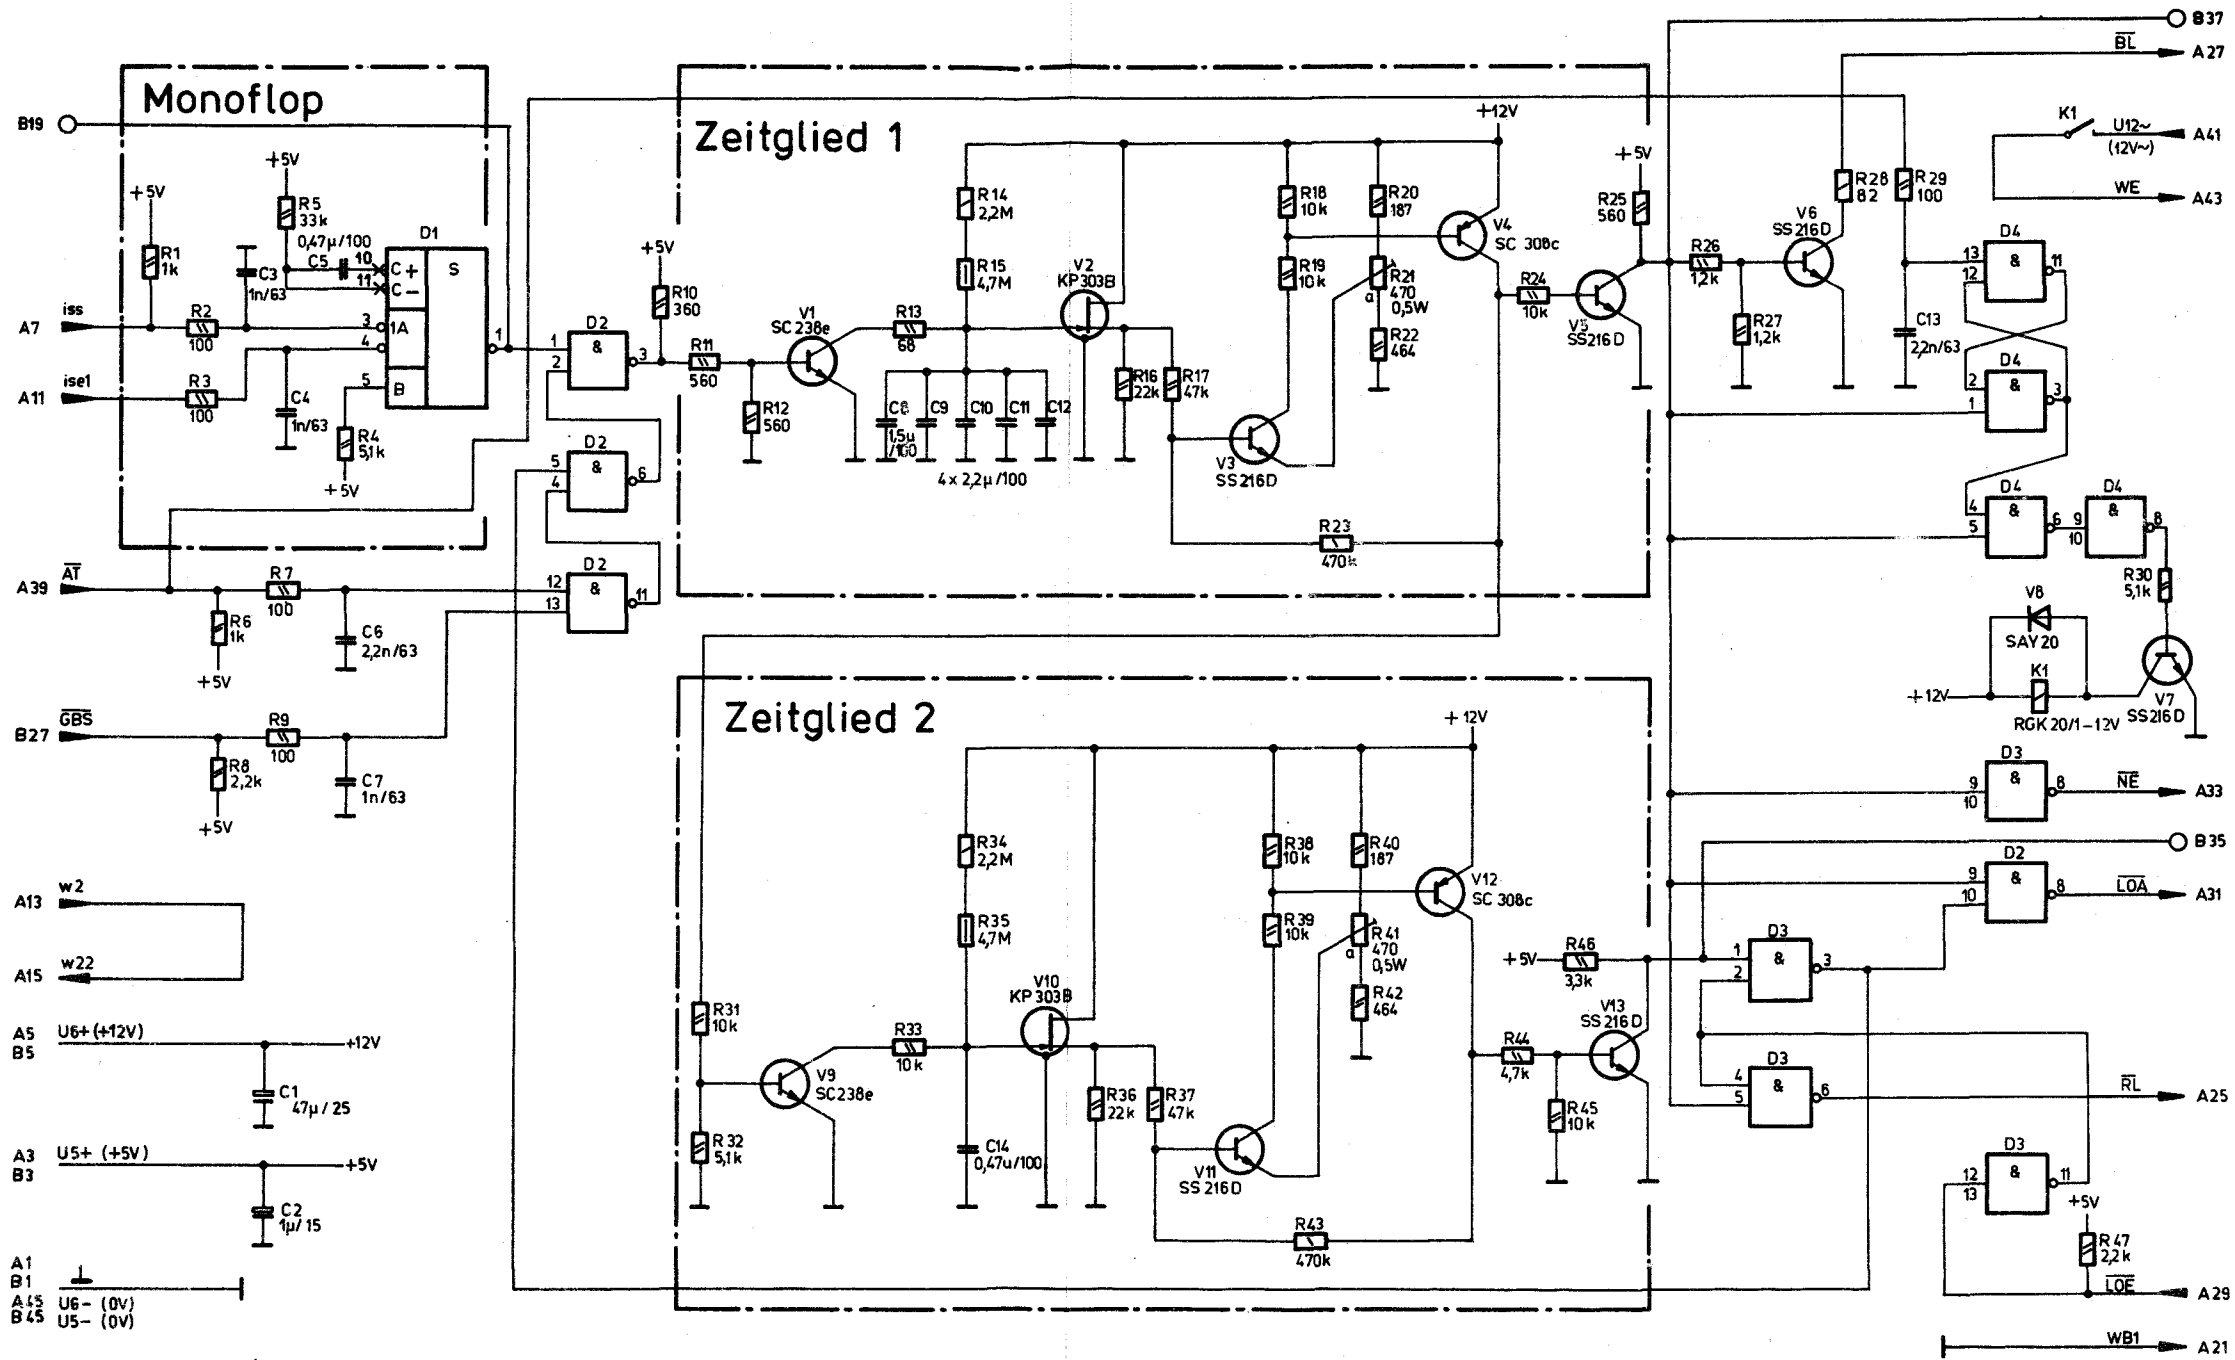 Monoflop
Zeitglied 1
Zeitglied 2
B19
+5V
R1
1k
+5V
R5
33k
0,47µ/100
C5
10
11
C+
C−
D1
S
C3
1n/63
iss
A7
R2
100
3
1A
4
1
ise1
A11
R3
100
C4
1n/63
5
B
R4
5,1k
+5V
D2
&
1
2
3
D2
&
5
4
6
D2
&
12
13
11
A39
AT
R7
100
R6
1k
+5V
C6
2,2n/63
B27
GBS
R9
100
R8
2,2k
+5V
C7
1n/63
A13
w2
A15
w22
A5
B5
U6+(+12V)
+12V
C1
47µ/25
A3
B3
U5+ (+5V)
+5V
C2
1µ/15
A1
B1
A45
U6− (0V)
B45
U5− (0V)
+5V
R10
360
R11
560
R12
560
V1
SC238e
R13
68
R14
2,2M
R15
4,7M
C8
1,5µ
/100
C9
C10
C11
C12
4 x 2,2µ/100
V2
KP303B
R16
22k
R17
47k
R18
10k
R19
10k
R20
187
R21
470
0,5W
a
R22
464
V3
SS216D
+12V
V4
SC 308c
R23
470k
R24
10k
+5V
R25
560
V5
SS216D
R26
1,2k
R27
1,2k
V6
SS216D
R28
82
R29
100
C13
2,2n/63
B37
BL
A27
K1
U12~
(12V~)
A41
WE
A43
D4
&
13
12
11
D4
&
2
1
3
D4
&
4
5
6
D4
&
9
10
8
R30
5,1k
V8
SAY20
K1
+12V
RGK20/1−12V
V7
SS216D
D3
&
9
10
8
NE
A33
B35
D2
&
9
10
8
LOA
A31
D3
&
1
2
3
D3
&
4
5
6
RL
A25
D3
&
12
13
11
+5V
R47
2,2k
LOE
A29
WB1
A21
R31
10k
R32
5,1k
V9
SC238e
R33
10k
R34
2,2M
R35
4,7M
C14
0,47u/100
V10
KP303B
R36
22k
R37
47k
R38
10k
R39
10k
R40
187
R41
470
0,5W
a
R42
464
V11
SS216D
+12V
V12
SC308c
R43
470k
R44
4,7k
R45
10k
+5V
R46
3,3k
V13
SS216D